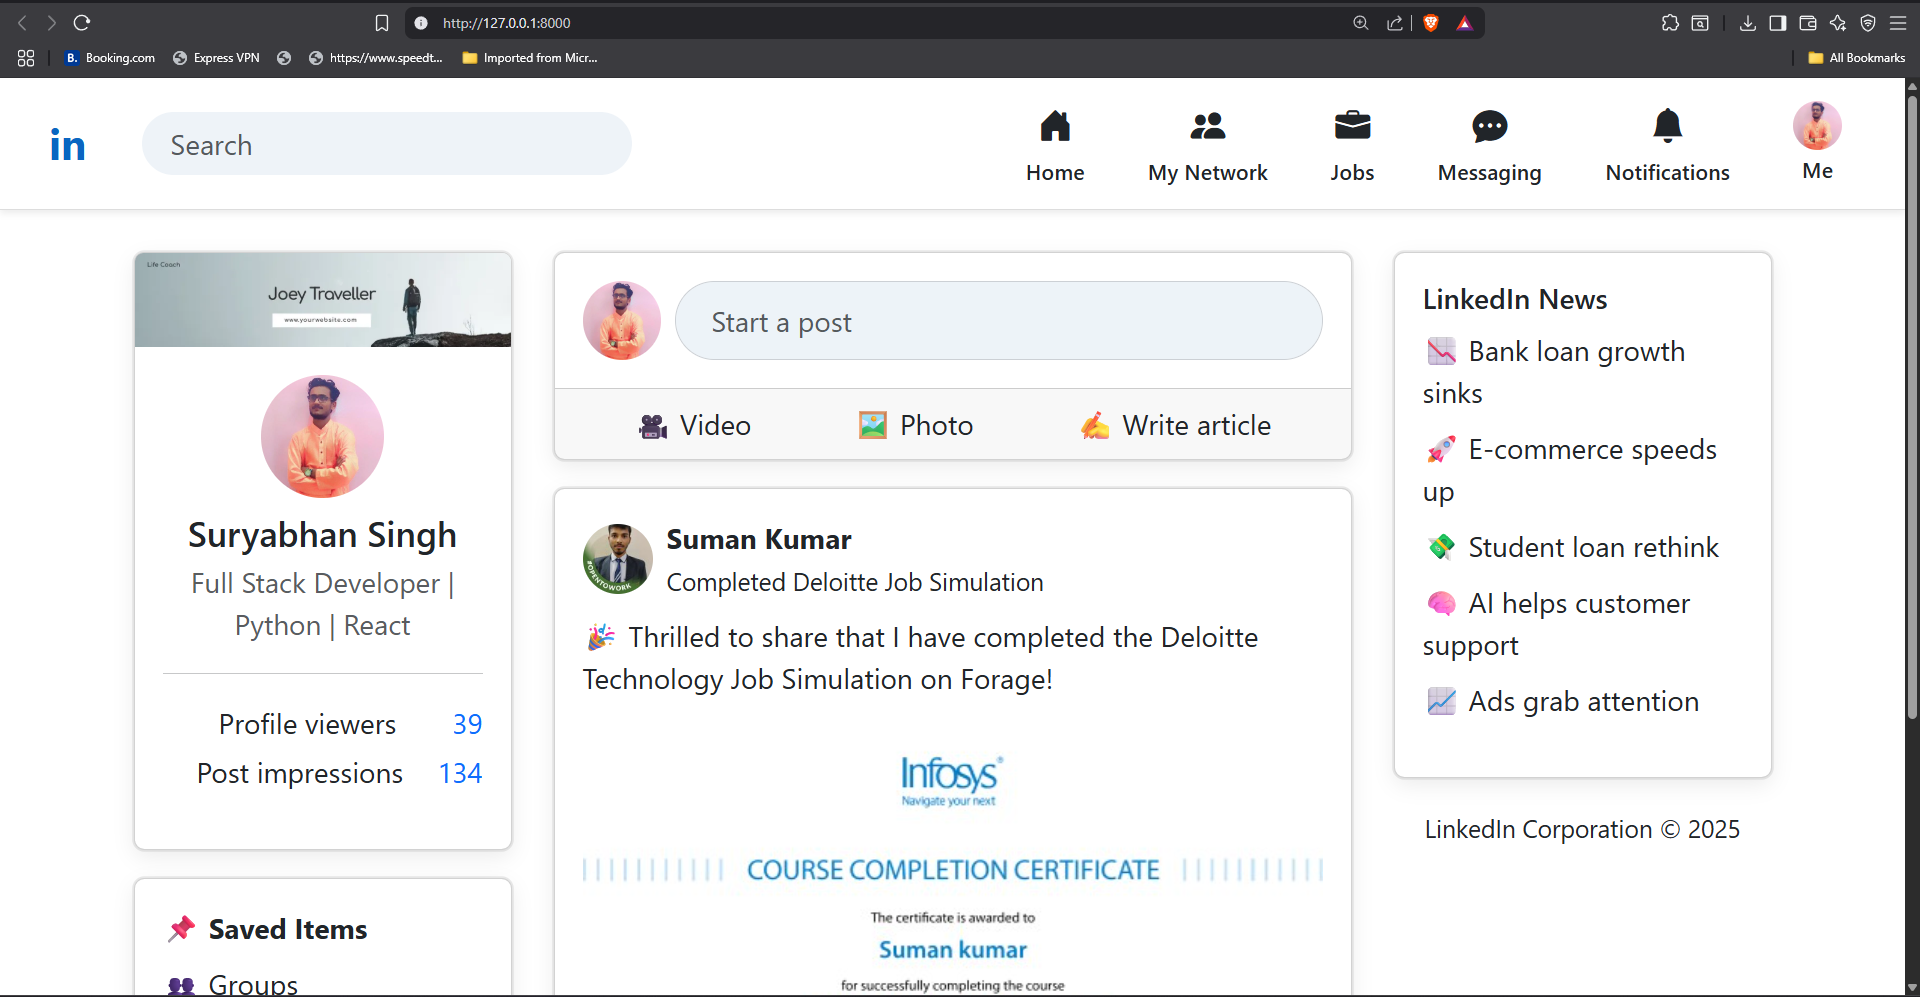 http://127.0.0.1:8000
Booking.com
Express VPN
https://www.speedt...
Imported from Micr...
All Bookmarks
in
Search
Home
My Network
Jobs
Messaging
Notifications
Me
Life Coach
Joey Traveller
www.yourwebsite.com
Suryabhan Singh
Full Stack Developer |
Python | React
Profile viewers 39
Post impressions 134
Saved Items
Groups
Start a post
Video
Photo
Write article
#OPENTOWORK
Suman Kumar
Completed Deloitte Job Simulation
Thrilled to share that I have completed the Deloitte
Technology Job Simulation on Forage!
Infosys®
Navigate your next
COURSE COMPLETION CERTIFICATE
The certificate is awarded to
Suman kumar
for successfully completing the course
LinkedIn News
Bank loan growth
sinks
E-commerce speeds
up
Student loan rethink
AI helps customer
support
Ads grab attention
LinkedIn Corporation © 2025